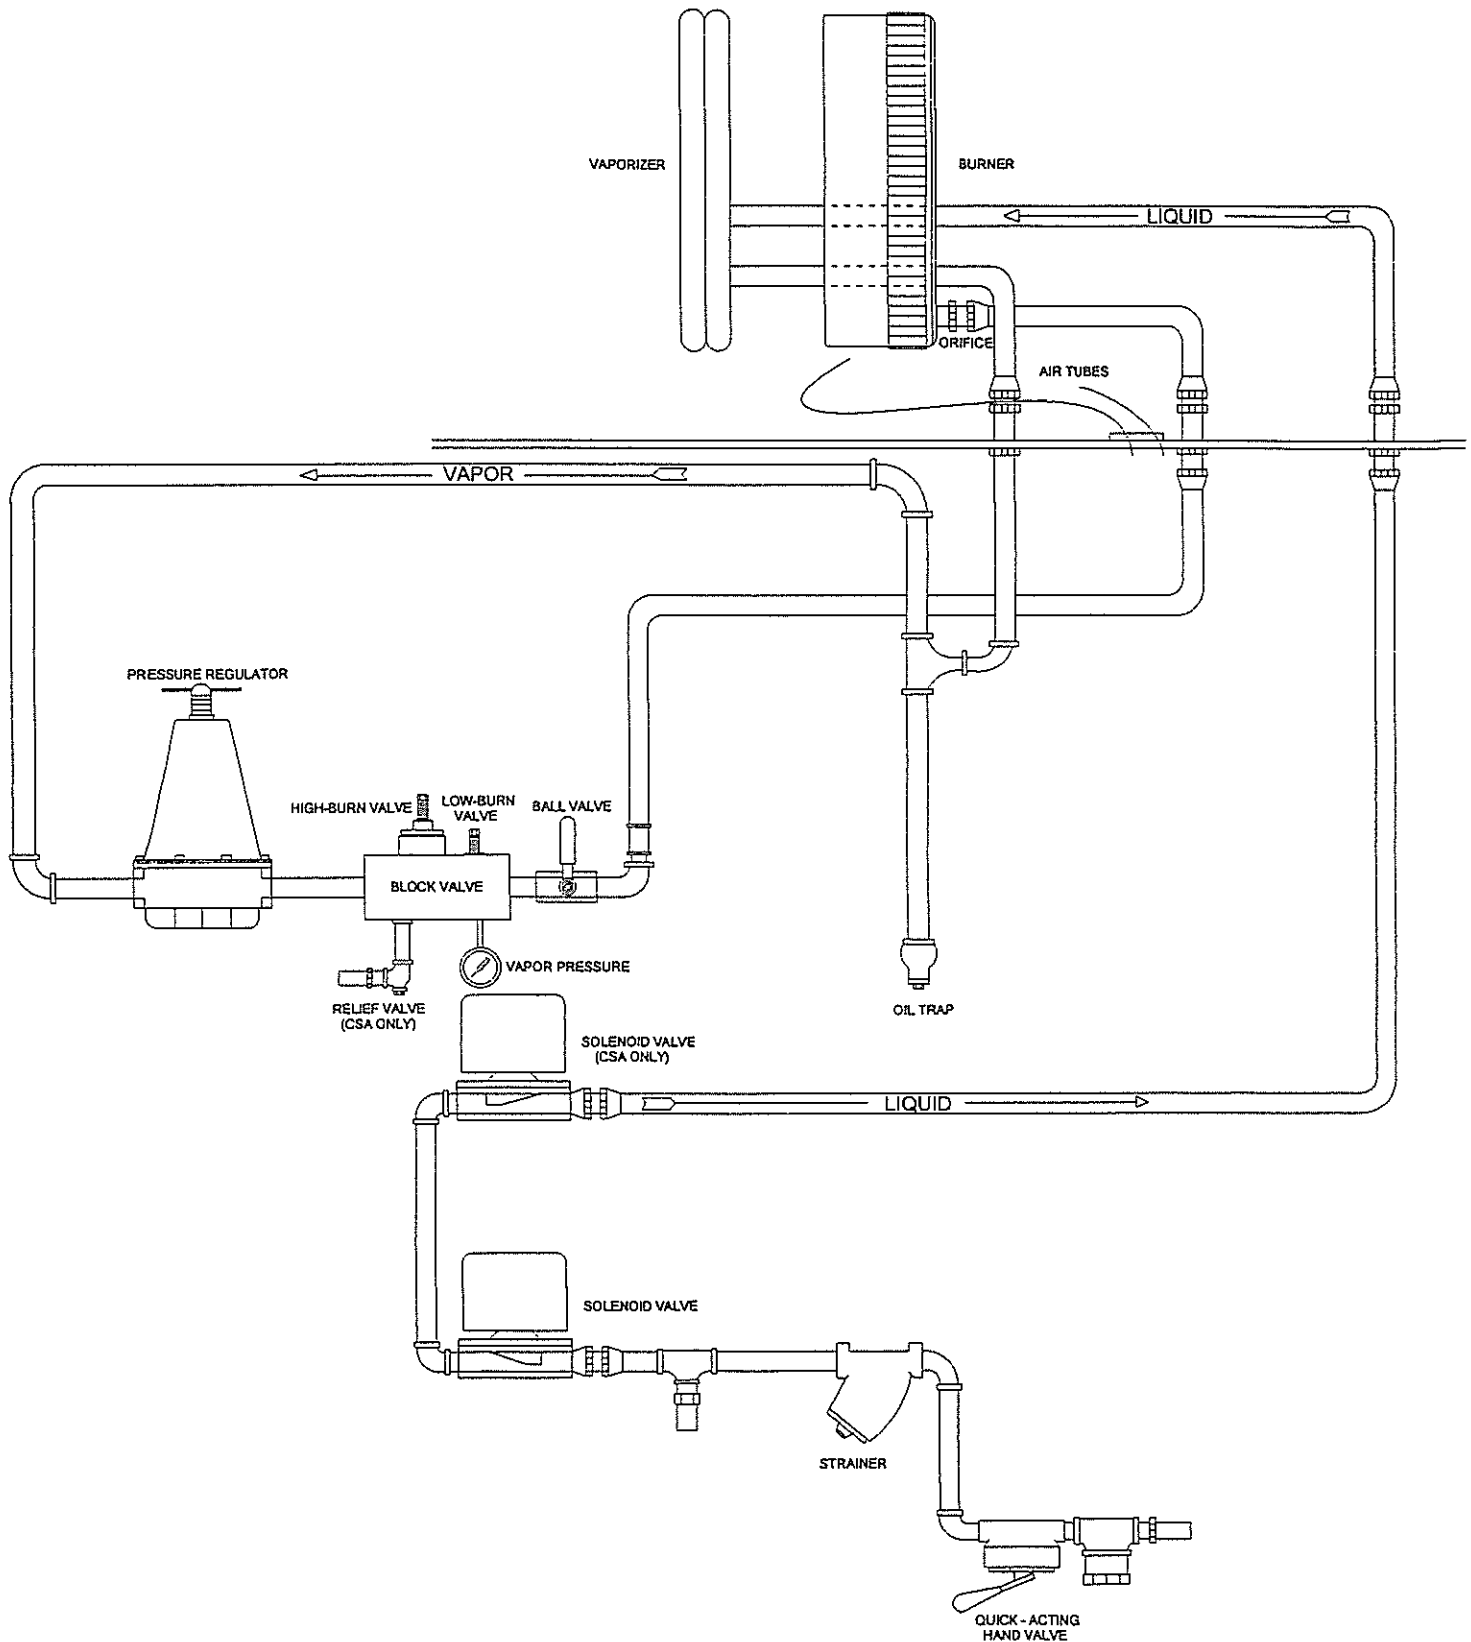 VAPORIZER
BURNER
LIQUID
ORIFICE
AIR TUBES
VAPOR
PRESSURE REGULATOR
HIGH-BURN VALVE
LOW-BURN
VALVE
BALL VALVE
BLOCK VALVE
VAPOR PRESSURE
RELIEF VALVE
(CSA ONLY)
OIL TRAP
SOLENOID VALVE
(CSA ONLY)
LIQUID
SOLENOID VALVE
STRAINER
QUICK - ACTING
HAND VALVE